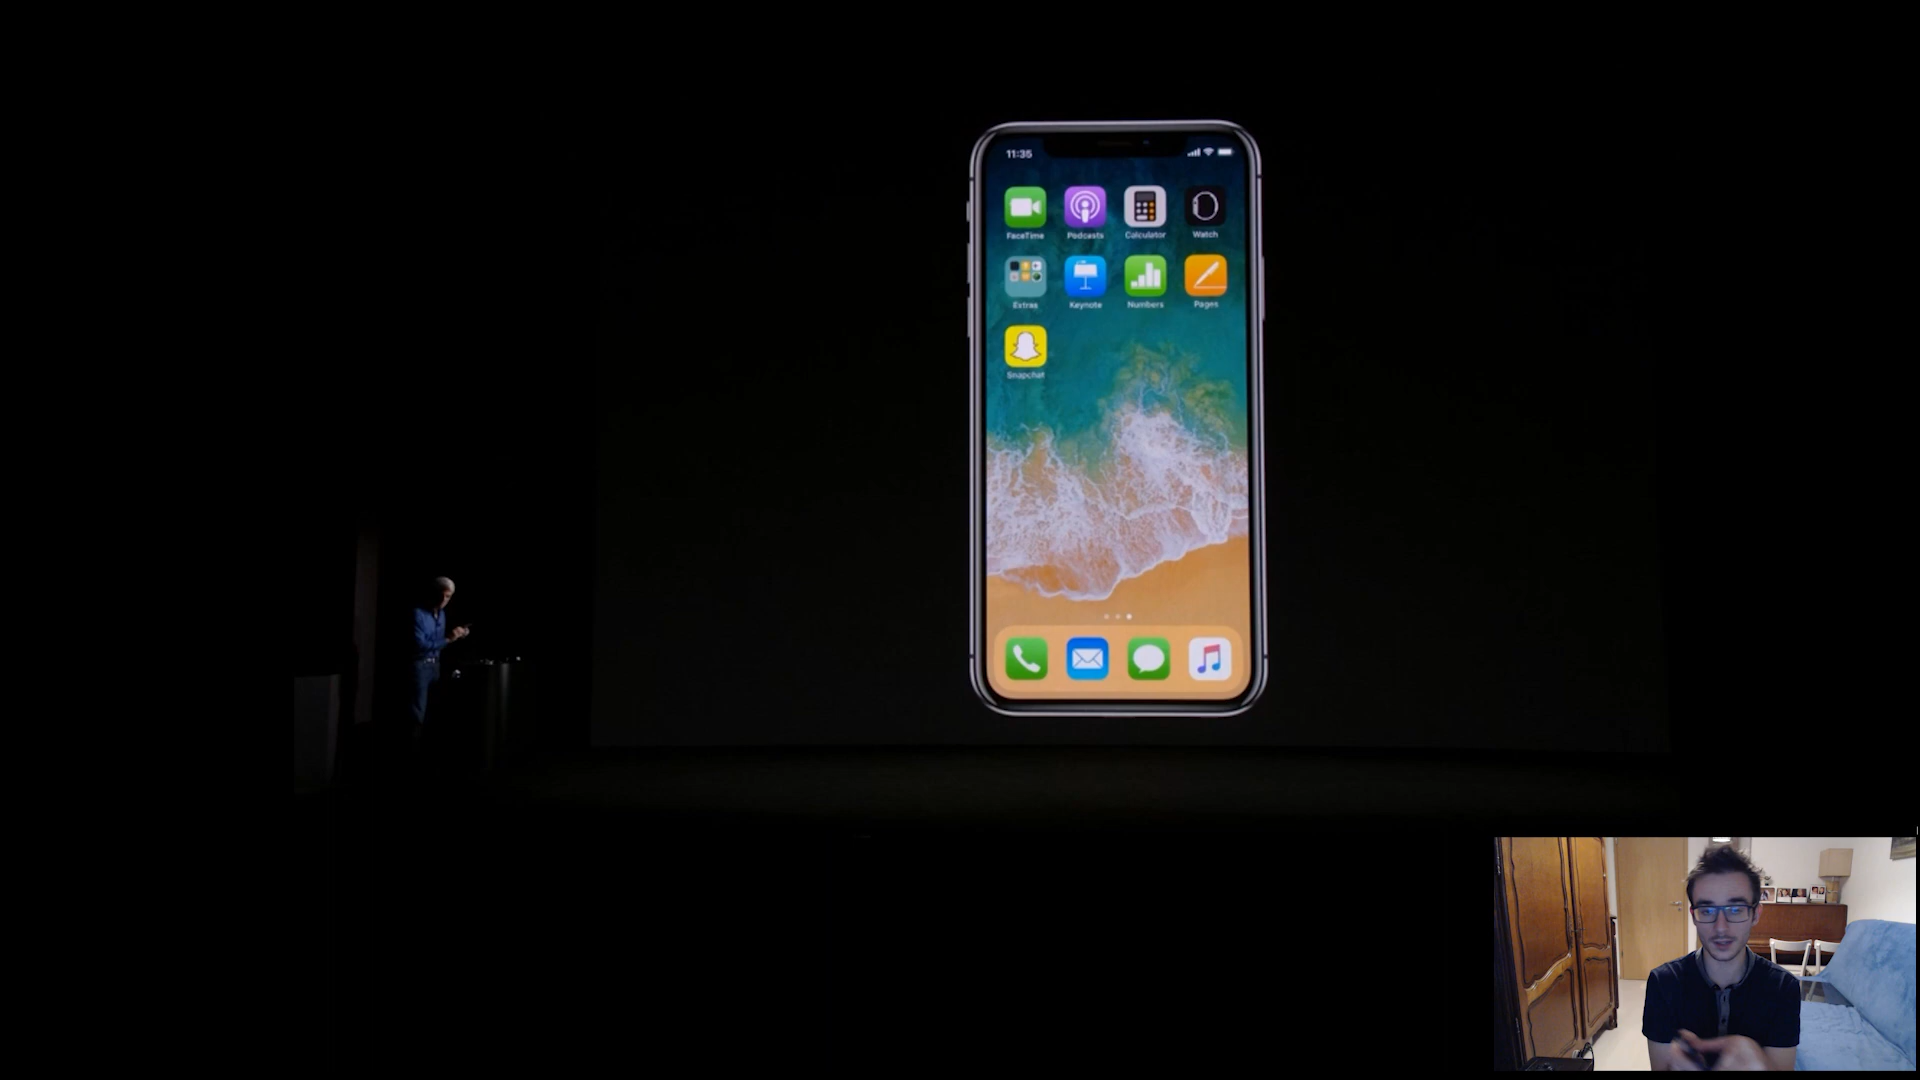 11:35
FaceTime Podcasts Calculator Watch
Extras Keynote Numbers Pages
Snapchat